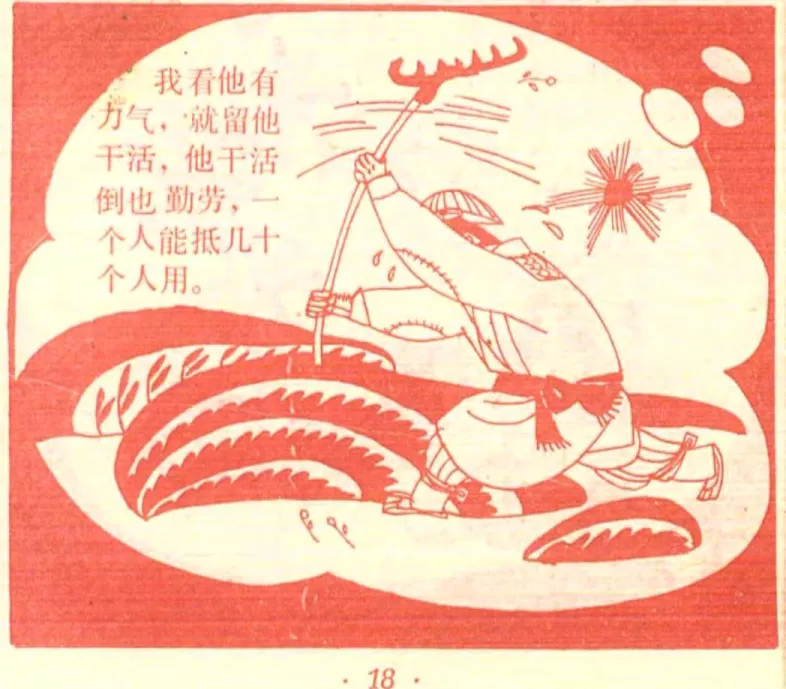 我看他有
力气，就留他
干活，他干活
倒也勤劳，一
个人能抵几十
个人用。
· 18 ·